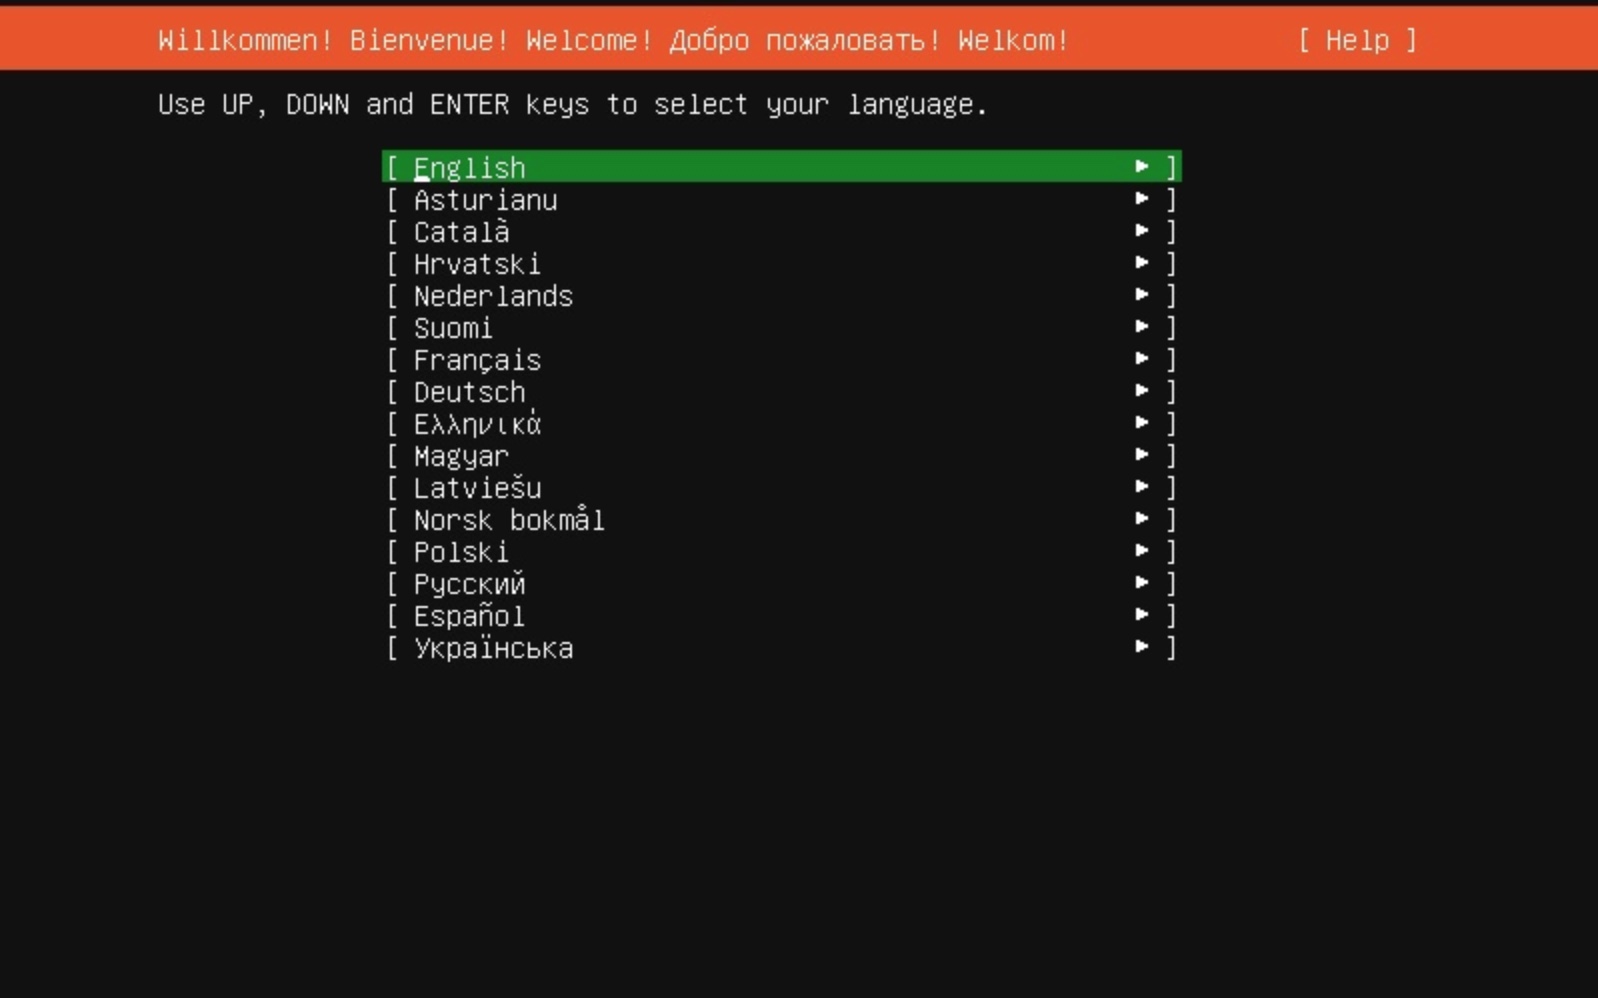 Willkommen! Bienvenue! Welcome! Добро пожаловать! Welkom! [ Help ]
Use UP, DOWN and ENTER keys to select your language.
[ English ► ]
[ Asturianu ► ]
[ Català ► ]
[ Hrvatski ► ]
[ Nederlands ► ]
[ Suomi ► ]
[ Français ► ]
[ Deutsch ► ]
[ Ελληνικά ► ]
[ Magyar ► ]
[ Latviešu ► ]
[ Norsk bokmål ► ]
[ Polski ► ]
[ Русский ► ]
[ Español ► ]
[ Українська ► ]